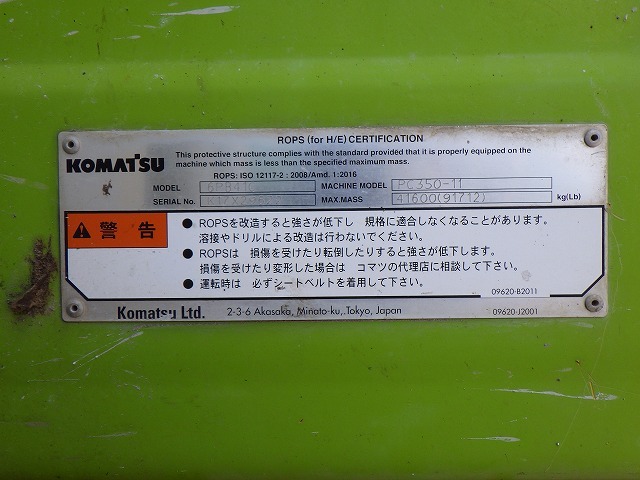 ROPS (for H/E) CERTIFICATION
KOMATSU
This protective structure complies with the standard provided that it is properly equipped on the
machine which mass is less than the specified maximum mass.
ROPS: ISO 12117-2 : 2008/Amd. 1:2016
MODEL MACHINE MODEL PC350-11
SERIAL No. MAX.MASS 41600(91712) kg(Lb)
警告
● ROPSを改造すると強さが低下し 規格に適合しなくなることがあります。
溶接やドリルによる改造は行わないでください。
● ROPSは 損傷を受けたり転倒したりすると強さが低下します。
損傷を受けたり変形した場合は コマツの代理店に相談して下さい。
● 運転時は 必ずシートベルトを着用して下さい。
09620-B2011
Komatsu Ltd. 2-3-6 Akasaka, Minato-ku, Tokyo, Japan 09620-J2001